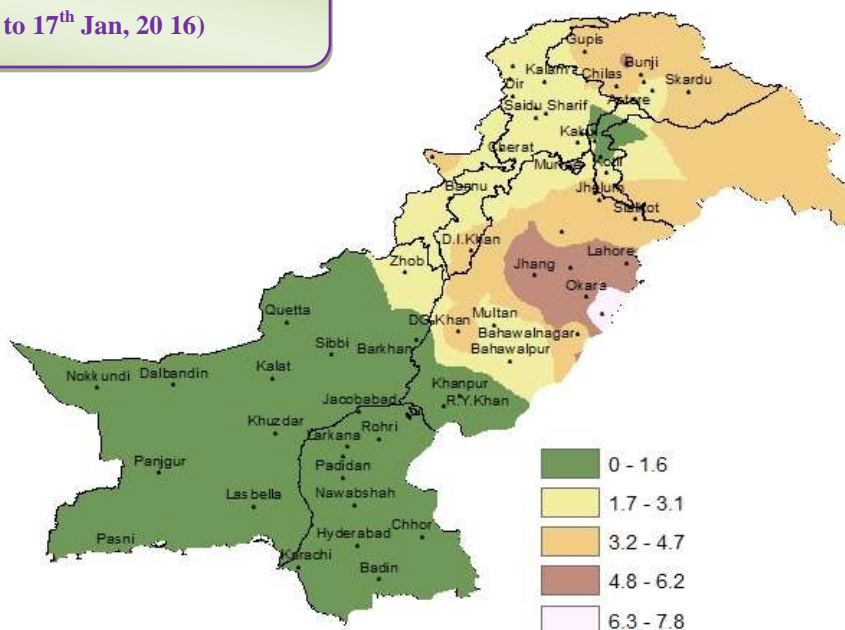 to 17th Jan, 20 16)
Gupis
Bunji
Kalam
Chilas
Skardu
Dir
Astore
Saidu Sharif
Kakul
Cherat
Murree
Kotli
Bannu
Jhelum
Sialkot
D.I.Khan
Zhob
Lahore
Jhang
Okara
Quetta
DG Khan
Multan
Sibbi
Barkhan
Bahawalnagar
Bahawalpur
Nokkundi
Dalbandin
Kalat
Khanpur
Jacobabad
R.Y.Khan
Khuzdar
Larkana
Rohri
Panjgur
Padidan
Lasbella
Nawabshah
Chhor
Pasni
Hyderabad
Karachi
Badin
0 - 1.6
1.7 - 3.1
3.2 - 4.7
4.8 - 6.2
6.3 - 7.8